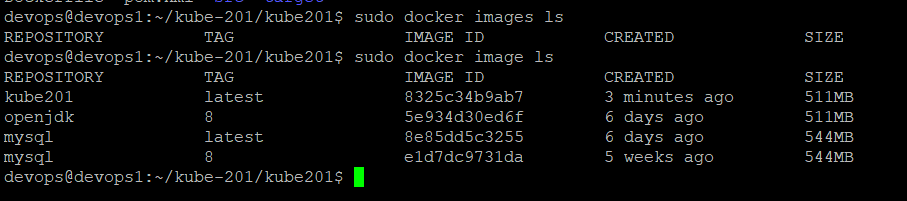 devops@devops1:~/kube-201/kube201$ sudo docker images ls
REPOSITORY TAG IMAGE ID CREATED SIZE
devops@devops1:~/kube-201/kube201$ sudo docker image ls
REPOSITORY TAG IMAGE ID CREATED SIZE
kube201 latest 8325c34b9ab7 3 minutes ago 511MB
openjdk 8 5e934d30ed6f 6 days ago 511MB
mysql latest 8e85dd5c3255 6 days ago 544MB
mysql 8 e1d7dc9731da 5 weeks ago 544MB
devops@devops1:~/kube-201/kube201$